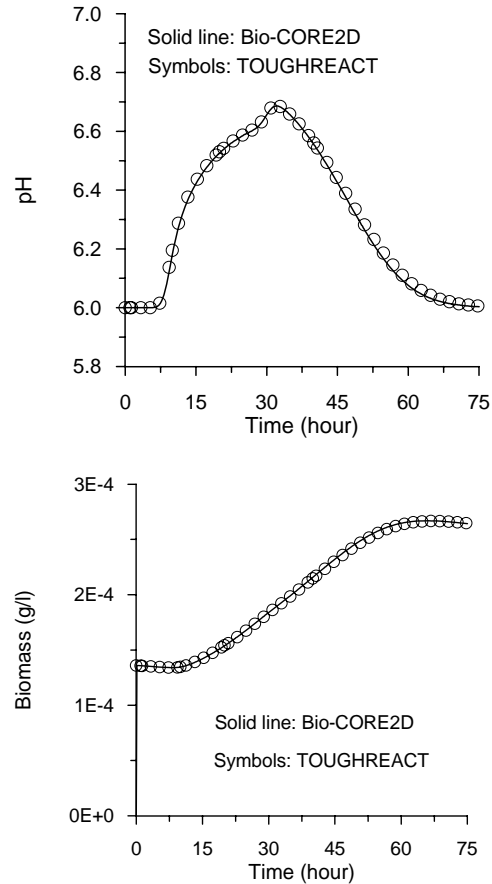 7.0
Solid line: Bio-CORE2D
Symbols: TOUGHREACT
6.8
6.6
pH
6.4
6.2
6.0
5.8
0 15 30 45 60 75
Time (hour)
3E-4
2E-4
Biomass (g/l)
1E-4
Solid line: Bio-CORE2D
Symbols: TOUGHREACT
0E+0
0 15 30 45 60 75
Time (hour)